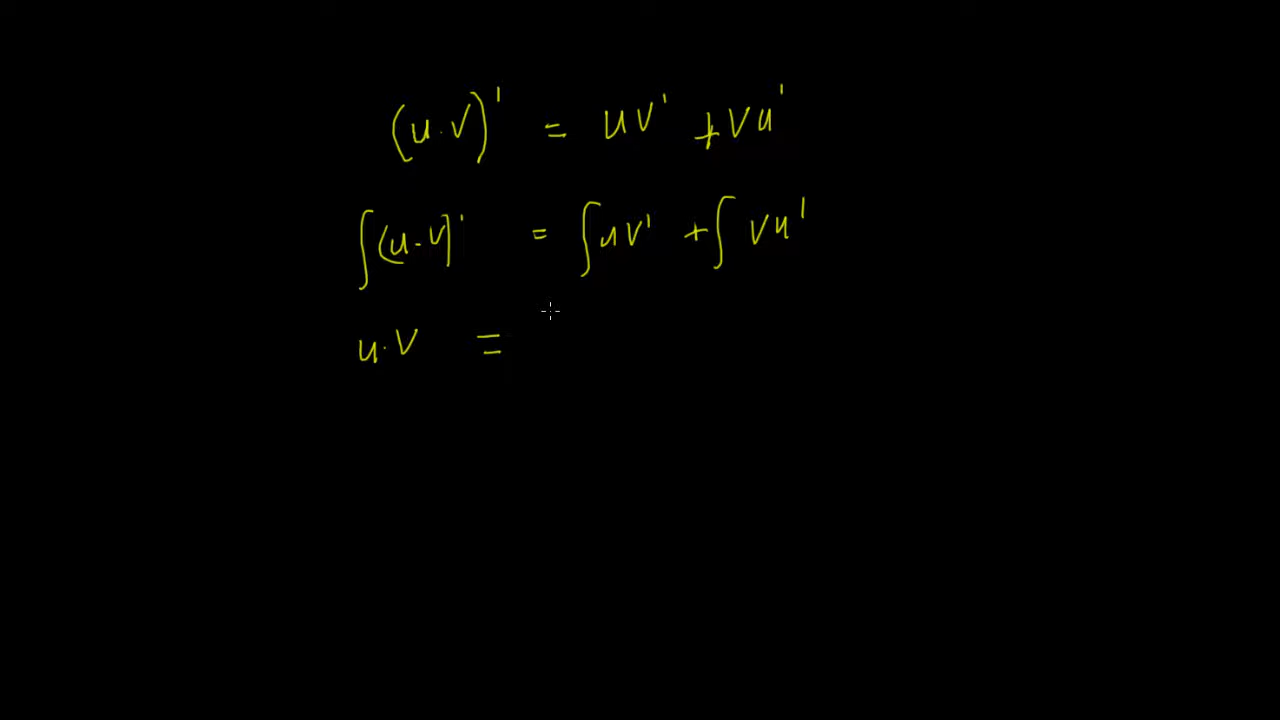 (u·v)' = uv' + vu'
∫(u·v)' = ∫uv' + ∫vu'
u·v =